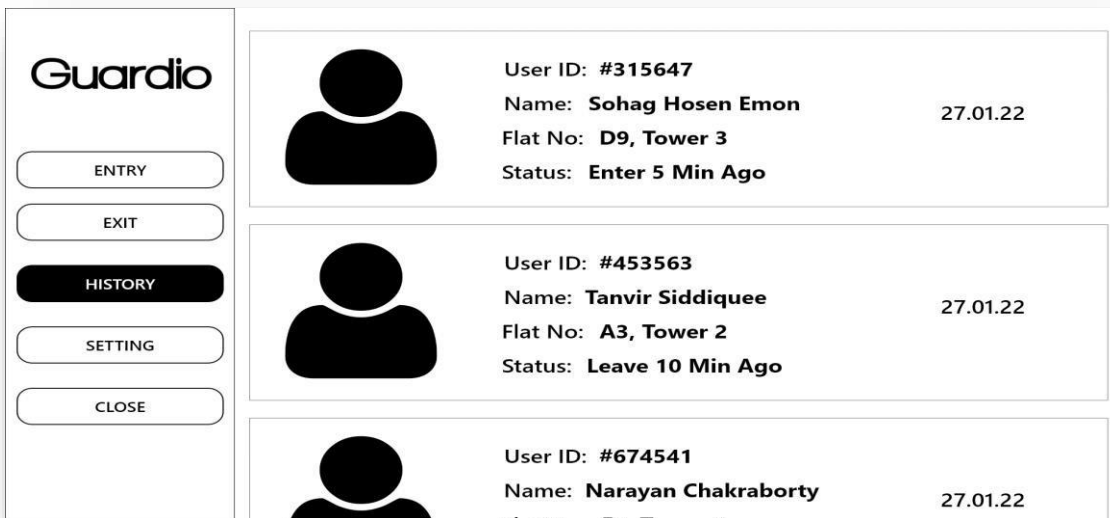 Guardio
ENTRY
EXIT
HISTORY
SETTING
CLOSE
User ID: #315647
Name: Sohag Hosen Emon
Flat No: D9, Tower 3
Status: Enter 5 Min Ago
27.01.22
User ID: #453563
Name: Tanvir Siddiquee
Flat No: A3, Tower 2
Status: Leave 10 Min Ago
27.01.22
User ID: #674541
Name: Narayan Chakraborty
27.01.22